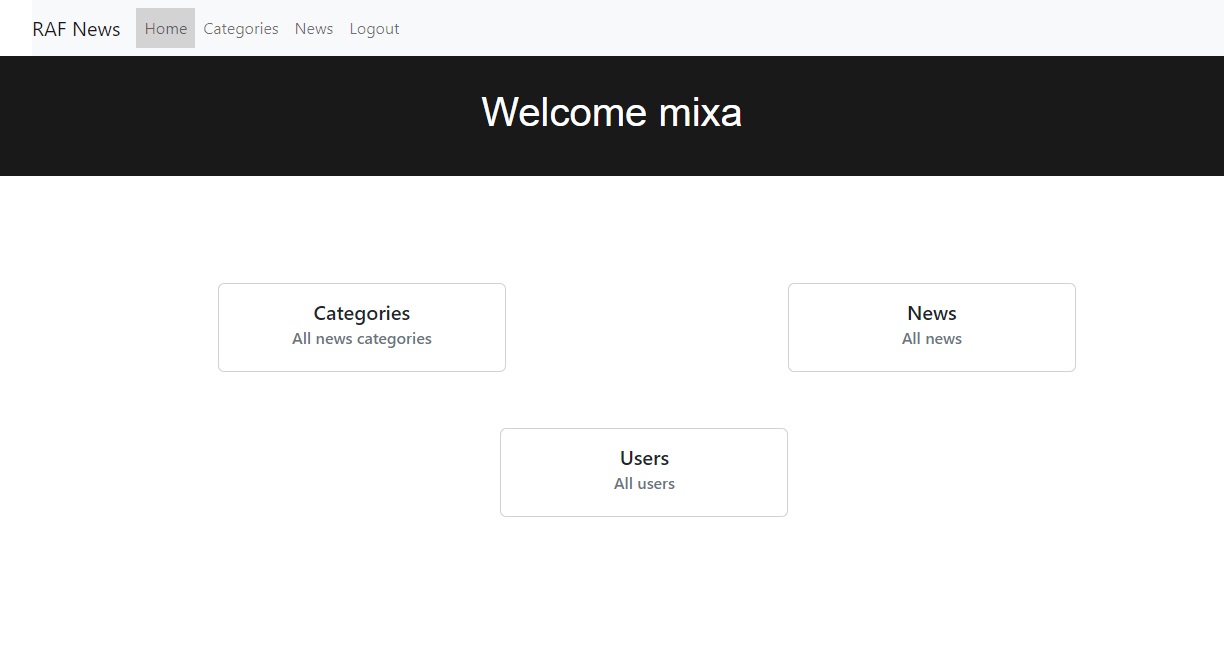 RAF News Home Categories News Logout
Welcome mixa
Categories
All news categories
News
All news
Users
All users